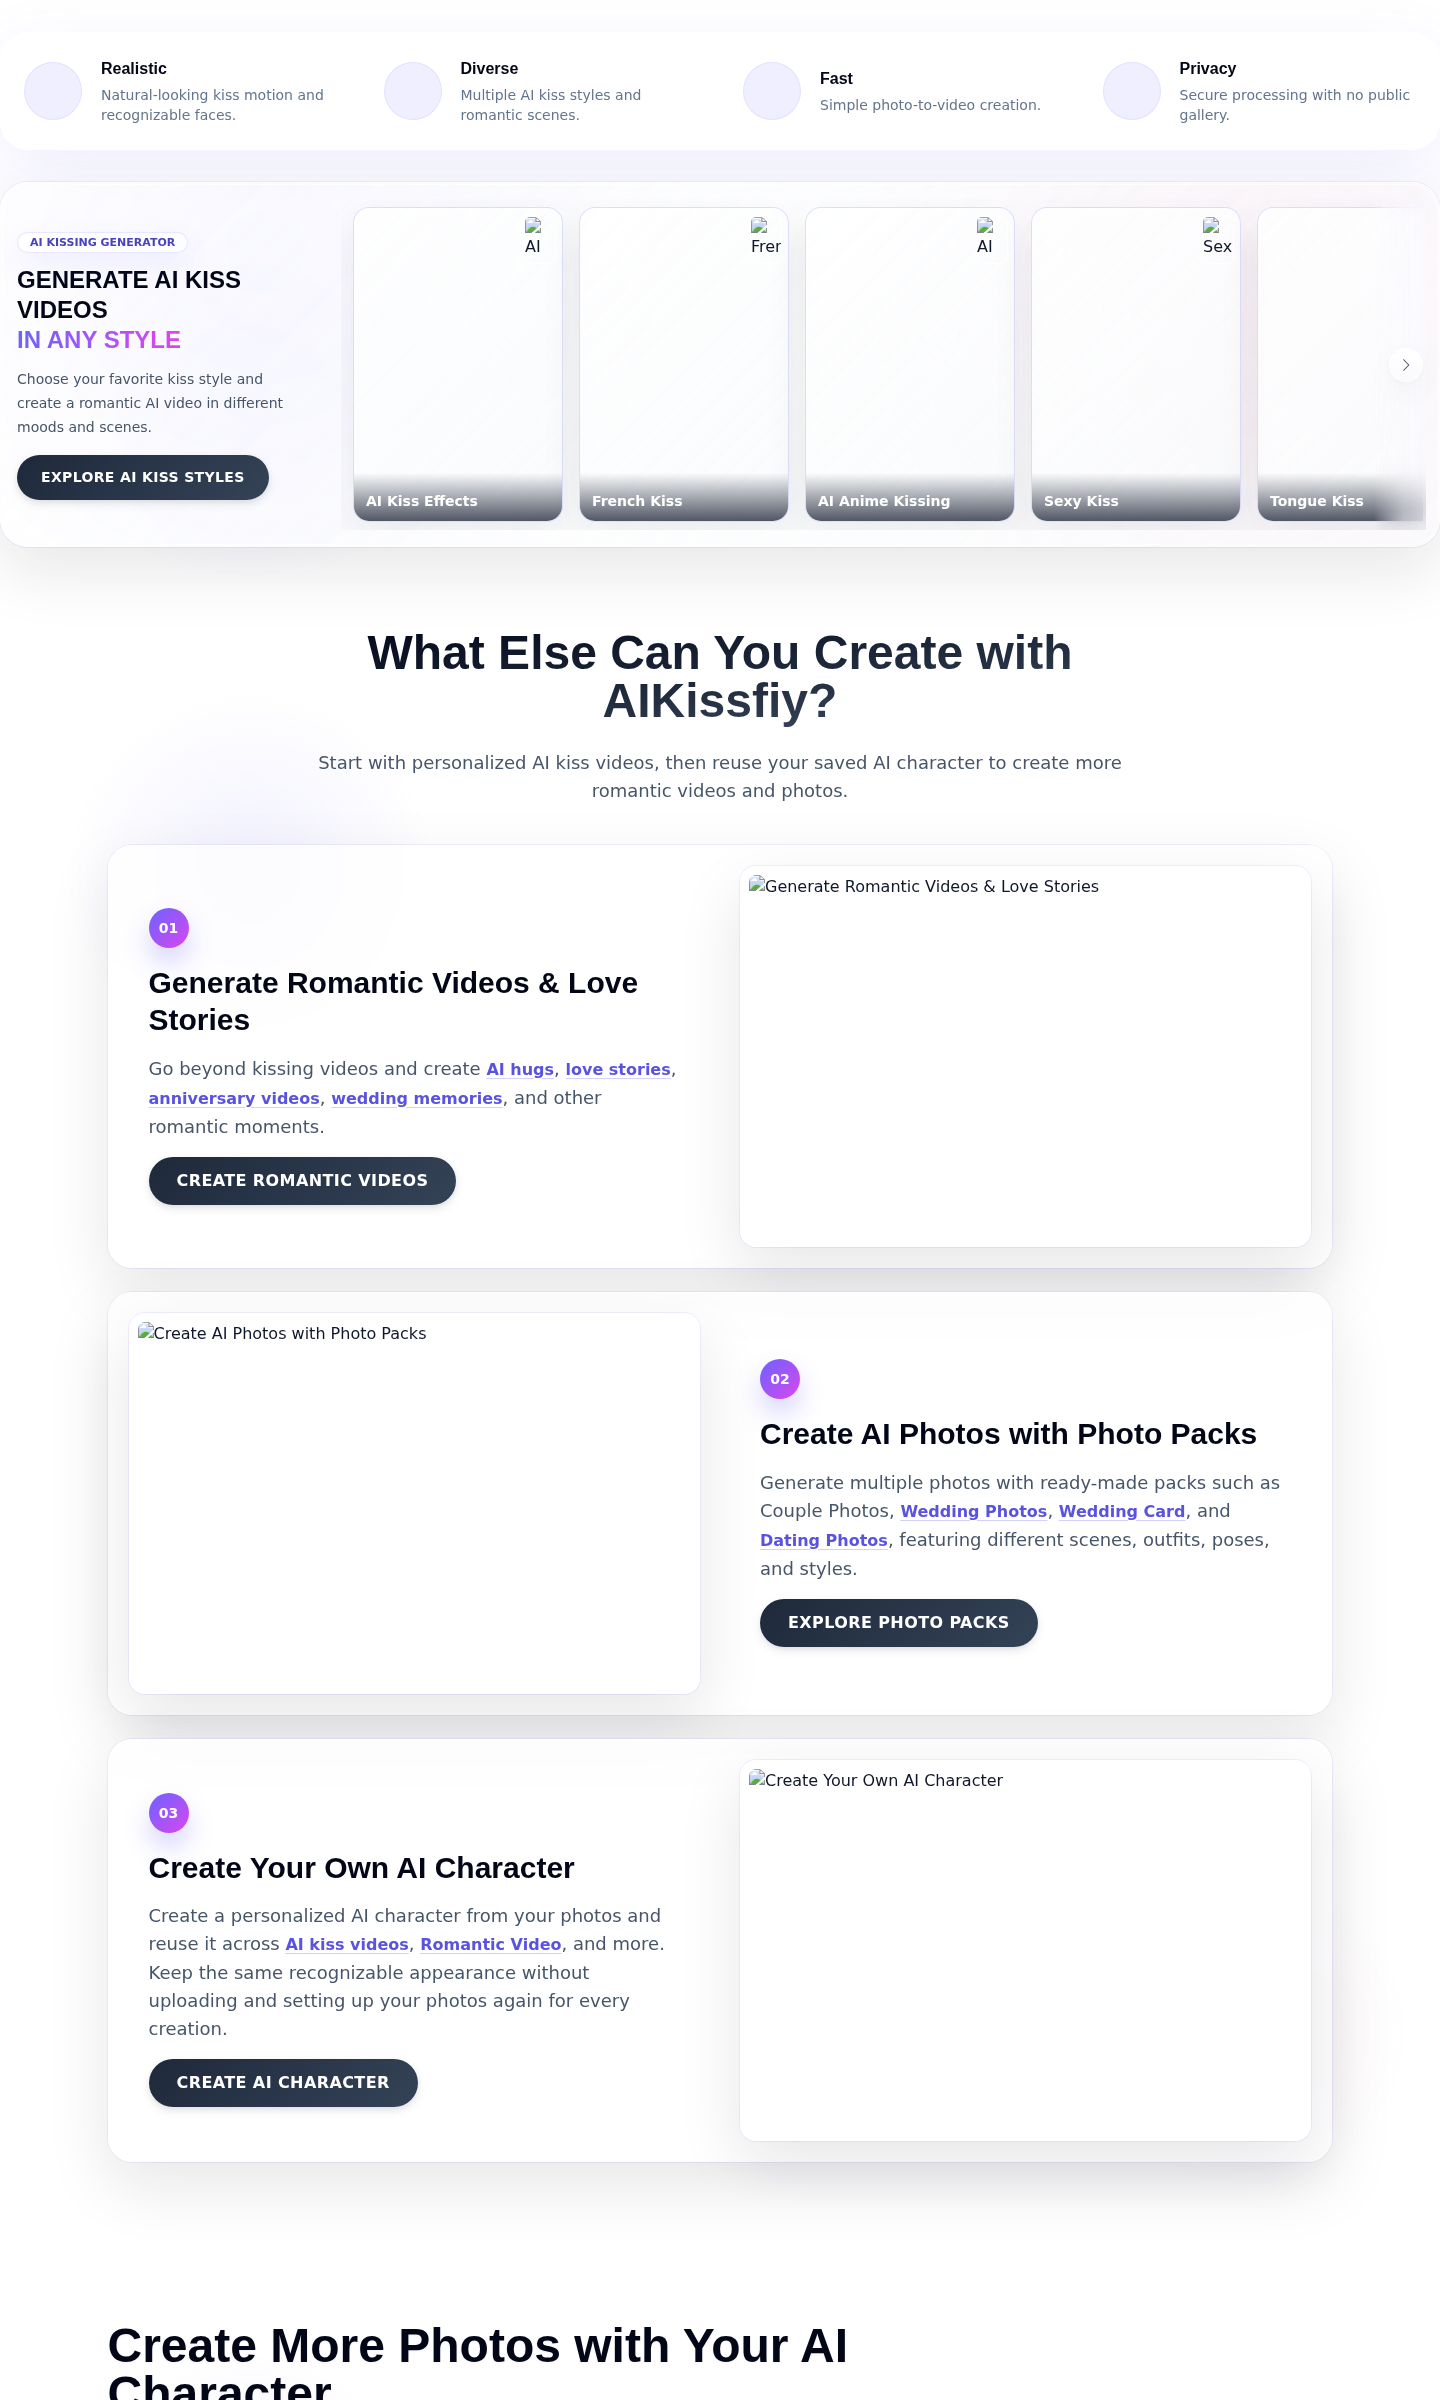 Realistic
Natural-looking kiss motion and
recognizable faces.
Diverse
Multiple AI kiss styles and
romantic scenes.
Fast
Simple photo-to-video creation.
Privacy
Secure processing with no public
gallery.
AI KISSING GENERATOR
GENERATE AI KISS
VIDEOS
IN ANY STYLE
Choose your favorite kiss style and
create a romantic AI video in different
moods and scenes.
EXPLORE AI KISS STYLES
AI
AI Kiss Effects
Fren
French Kiss
AI
AI Anime Kissing
Sex
Sexy Kiss
Tongue Kiss
What Else Can You Create with
AIKissfiy?
Start with personalized AI kiss videos, then reuse your saved AI character to create more
romantic videos and photos.
01
Generate Romantic Videos & Love
Stories
Go beyond kissing videos and create AI hugs, love stories,
anniversary videos, wedding memories, and other
romantic moments.
CREATE ROMANTIC VIDEOS
Generate Romantic Videos & Love Stories
Create AI Photos with Photo Packs
02
Create AI Photos with Photo Packs
Generate multiple photos with ready-made packs such as
Couple Photos, Wedding Photos, Wedding Card, and
Dating Photos, featuring different scenes, outfits, poses,
and styles.
EXPLORE PHOTO PACKS
03
Create Your Own AI Character
Create a personalized AI character from your photos and
reuse it across AI kiss videos, Romantic Video, and more.
Keep the same recognizable appearance without
uploading and setting up your photos again for every
creation.
CREATE AI CHARACTER
Create Your Own AI Character
Create More Photos with Your AI
Character